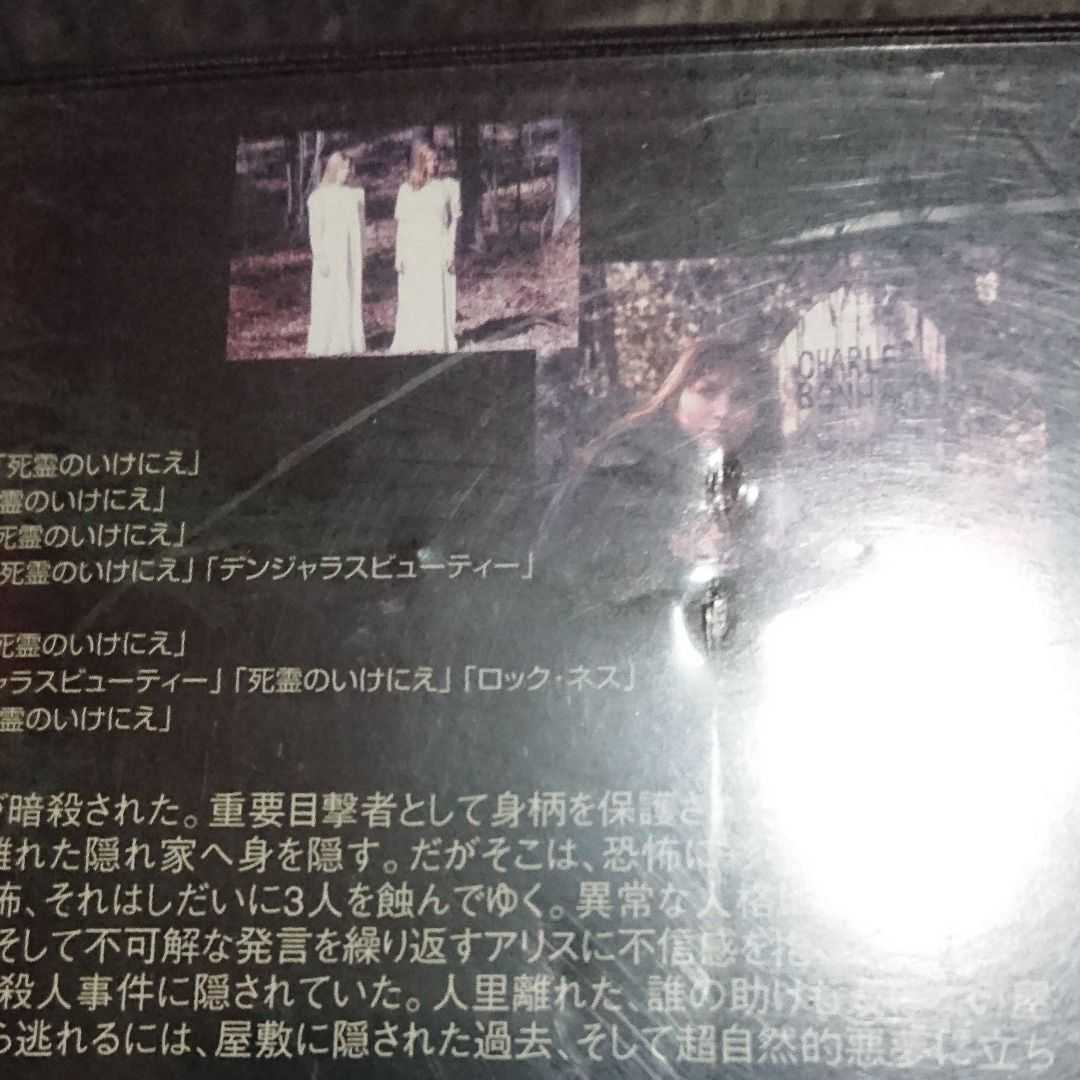 CHARLE
「死霊のいけにえ」
霊のいけにえ」
死霊のいけにえ」
死霊のいけにえ」「デンジャラスビューティー」
死霊のいけにえ」
ャラスビューティー」「死霊のいけにえ」「ロック・ネス」
霊のいけにえ」
が暗殺された。重要目撃者として身柄を保護さ
離れた隠れ家へ身を隠す。だがそこは、恐怖に
怖、それはしだいに3人を蝕んでゆく。異常な人格
そして不可解な発言を繰り返すアリスに不信感を抱
殺人事件に隠されていた。人里離れた、誰の助けも
ら逃れるには、屋敷に隠された過去、そして超自然的悪夢に立ち